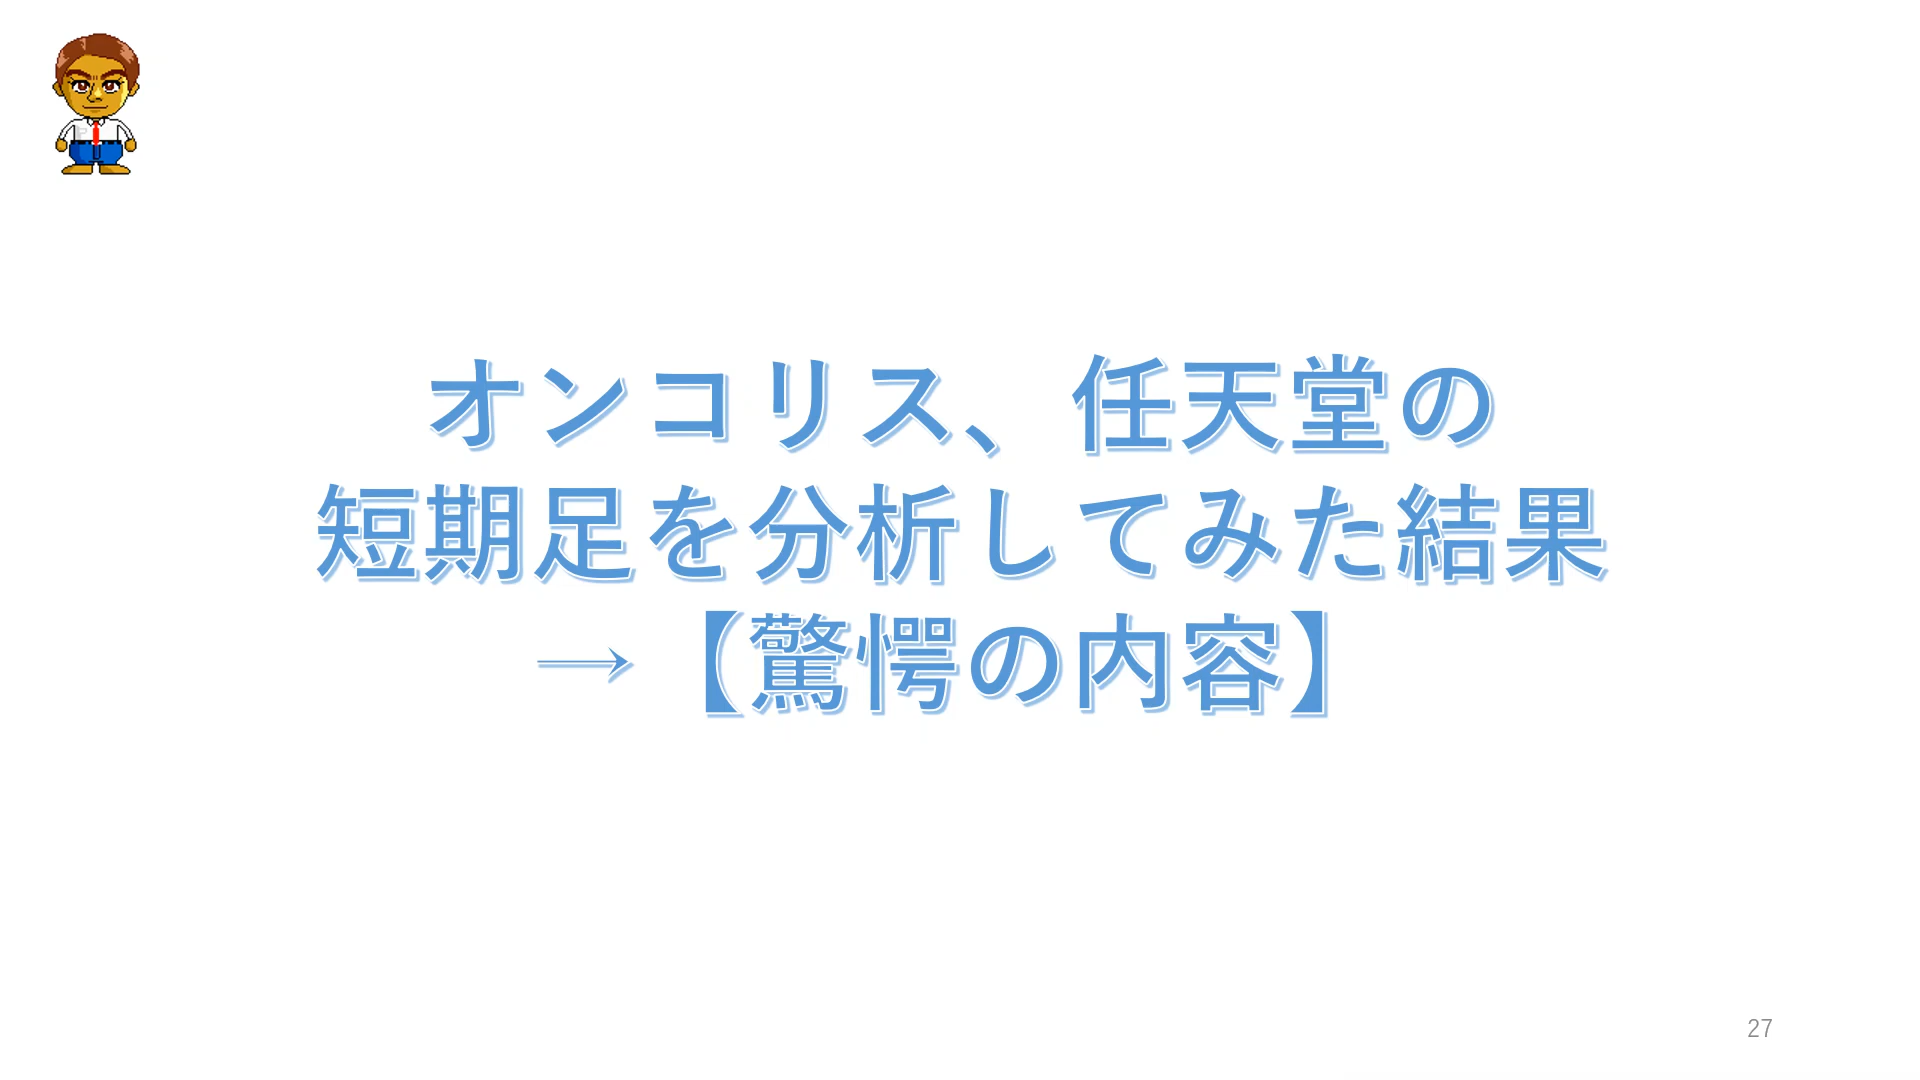 オンコリス、任天堂の
短期足を分析してみた結果
→【驚愕の内容】
27